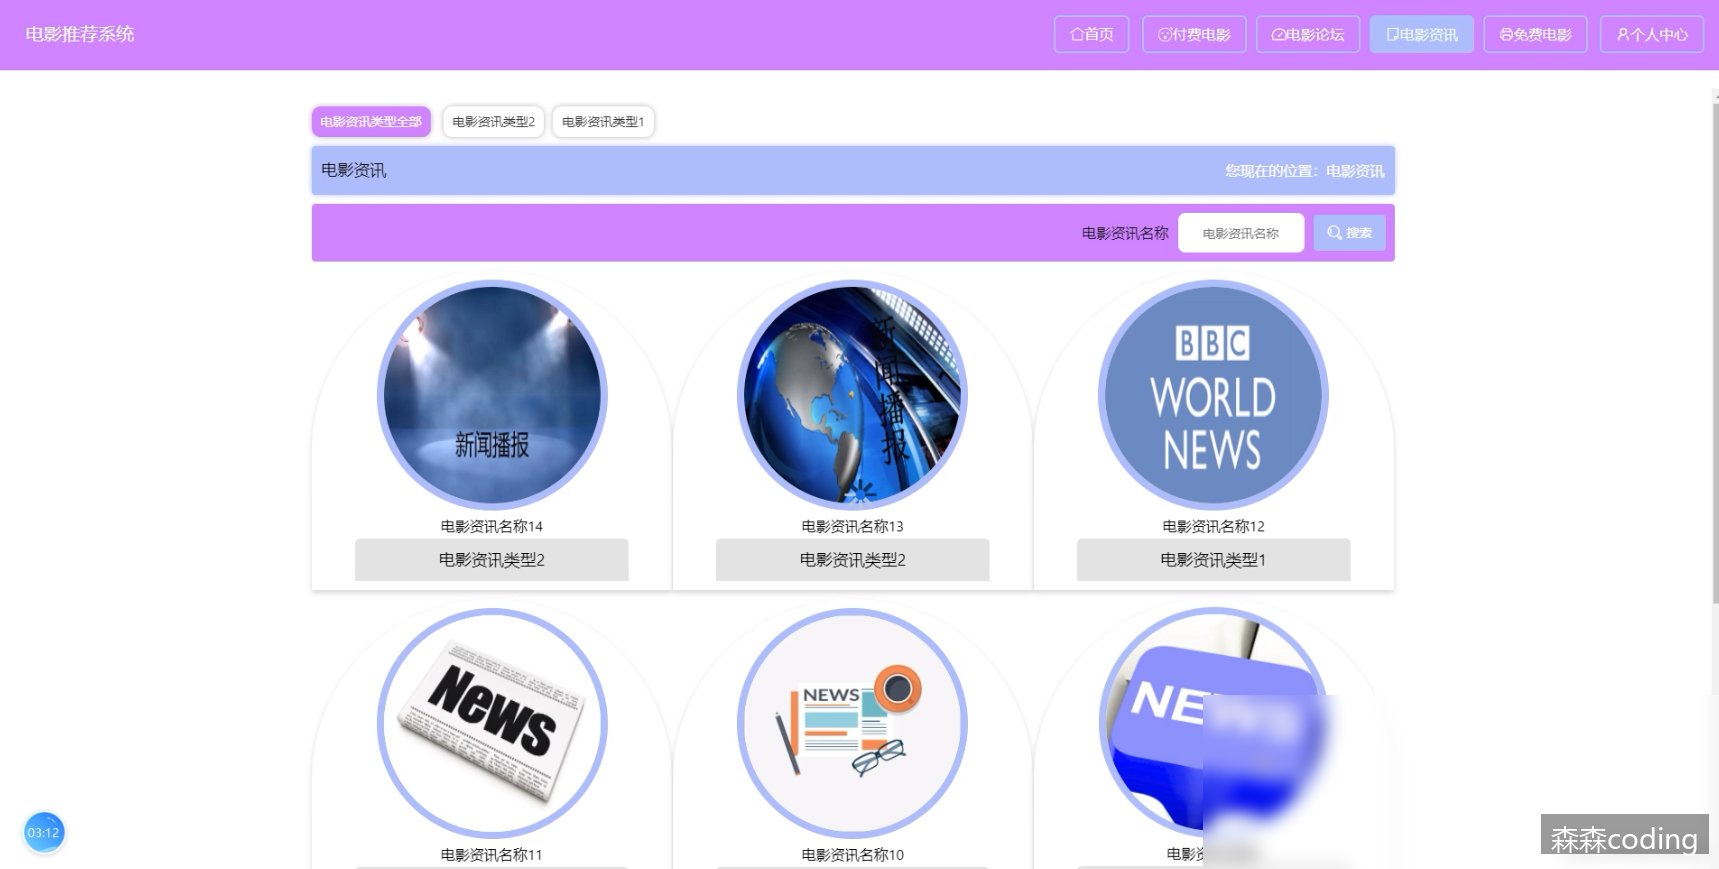 电影推荐系统
首页
付费电影
电影论坛
电影资讯
免费电影
个人中心
电影资讯类型全部
电影资讯类型2
电影资讯类型1
电影资讯
您现在的位置：电影资讯
电影资讯名称
电影资讯名称
搜索
新闻播报
新闻播报
BBC
WORLD
NEWS
电影资讯名称14
电影资讯名称13
电影资讯名称12
电影资讯类型2
电影资讯类型2
电影资讯类型1
News
NEWS
NEWS
03:12
森森coding
电影资讯名称11
电影资讯名称10